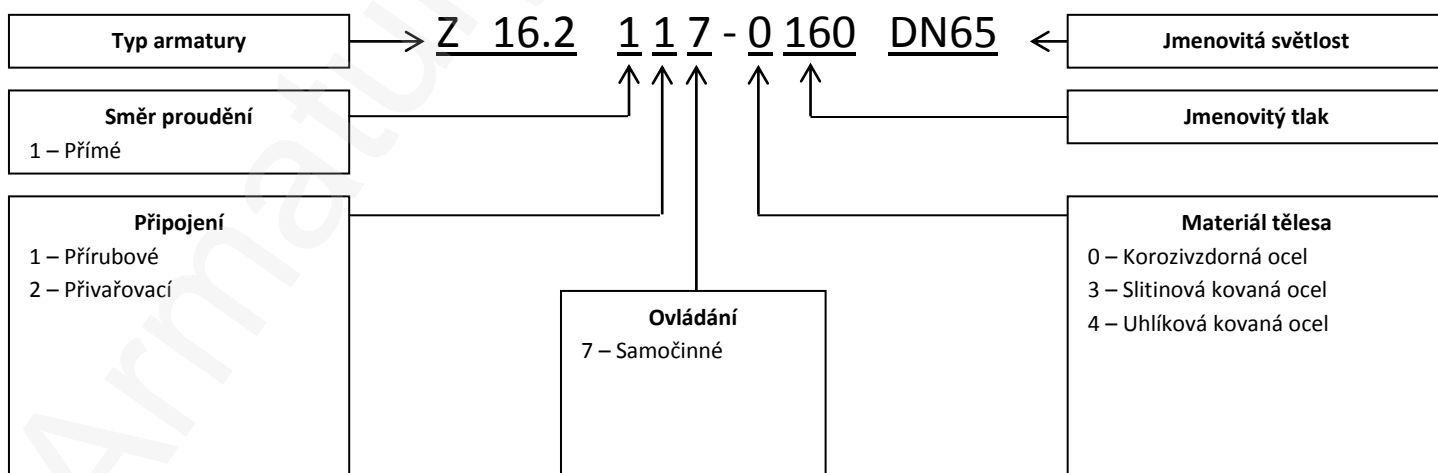 Typ armatury
Z 16.2 1 1 7 - 0 160 DN65
Jmenovitá světlost
Směr proudění
1 – Přímé
Jmenovitý tlak
Připojení
1 – Přírubové
2 – Přivařovací
Ovládání
7 – Samočinné
Materiál tělesa
0 – Korozivzdorná ocel
3 – Slitinová kovaná ocel
4 – Uhlíková kovaná ocel
Armatu